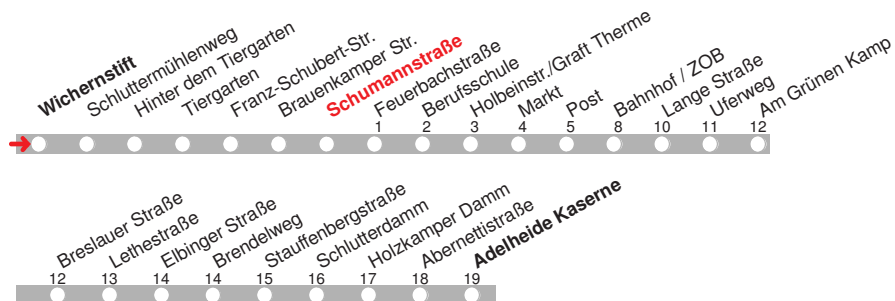 Wichernstift
Schluttermühlenweg
Hinter dem Tiergarten
Tiergarten
Franz-Schubert-Str.
Brauenkamper Str.
Schumannstraße
Feuerbachstraße
Berufsschule
Holbeinstr./Graft Therme
Markt
Post
Bahnhof / ZOB
Lange Straße
Uferweg
Am Grünen Kamp
1 2 3 4 5 8 10 11 12
Breslauer Straße
Lethestraße
Elbinger Straße
Brendelweg
Stauffenbergstraße
Schlutterdamm
Holzkamper Damm
Abernettistraße
Adelheide Kaserne
12 13 14 14 15 16 17 18 19